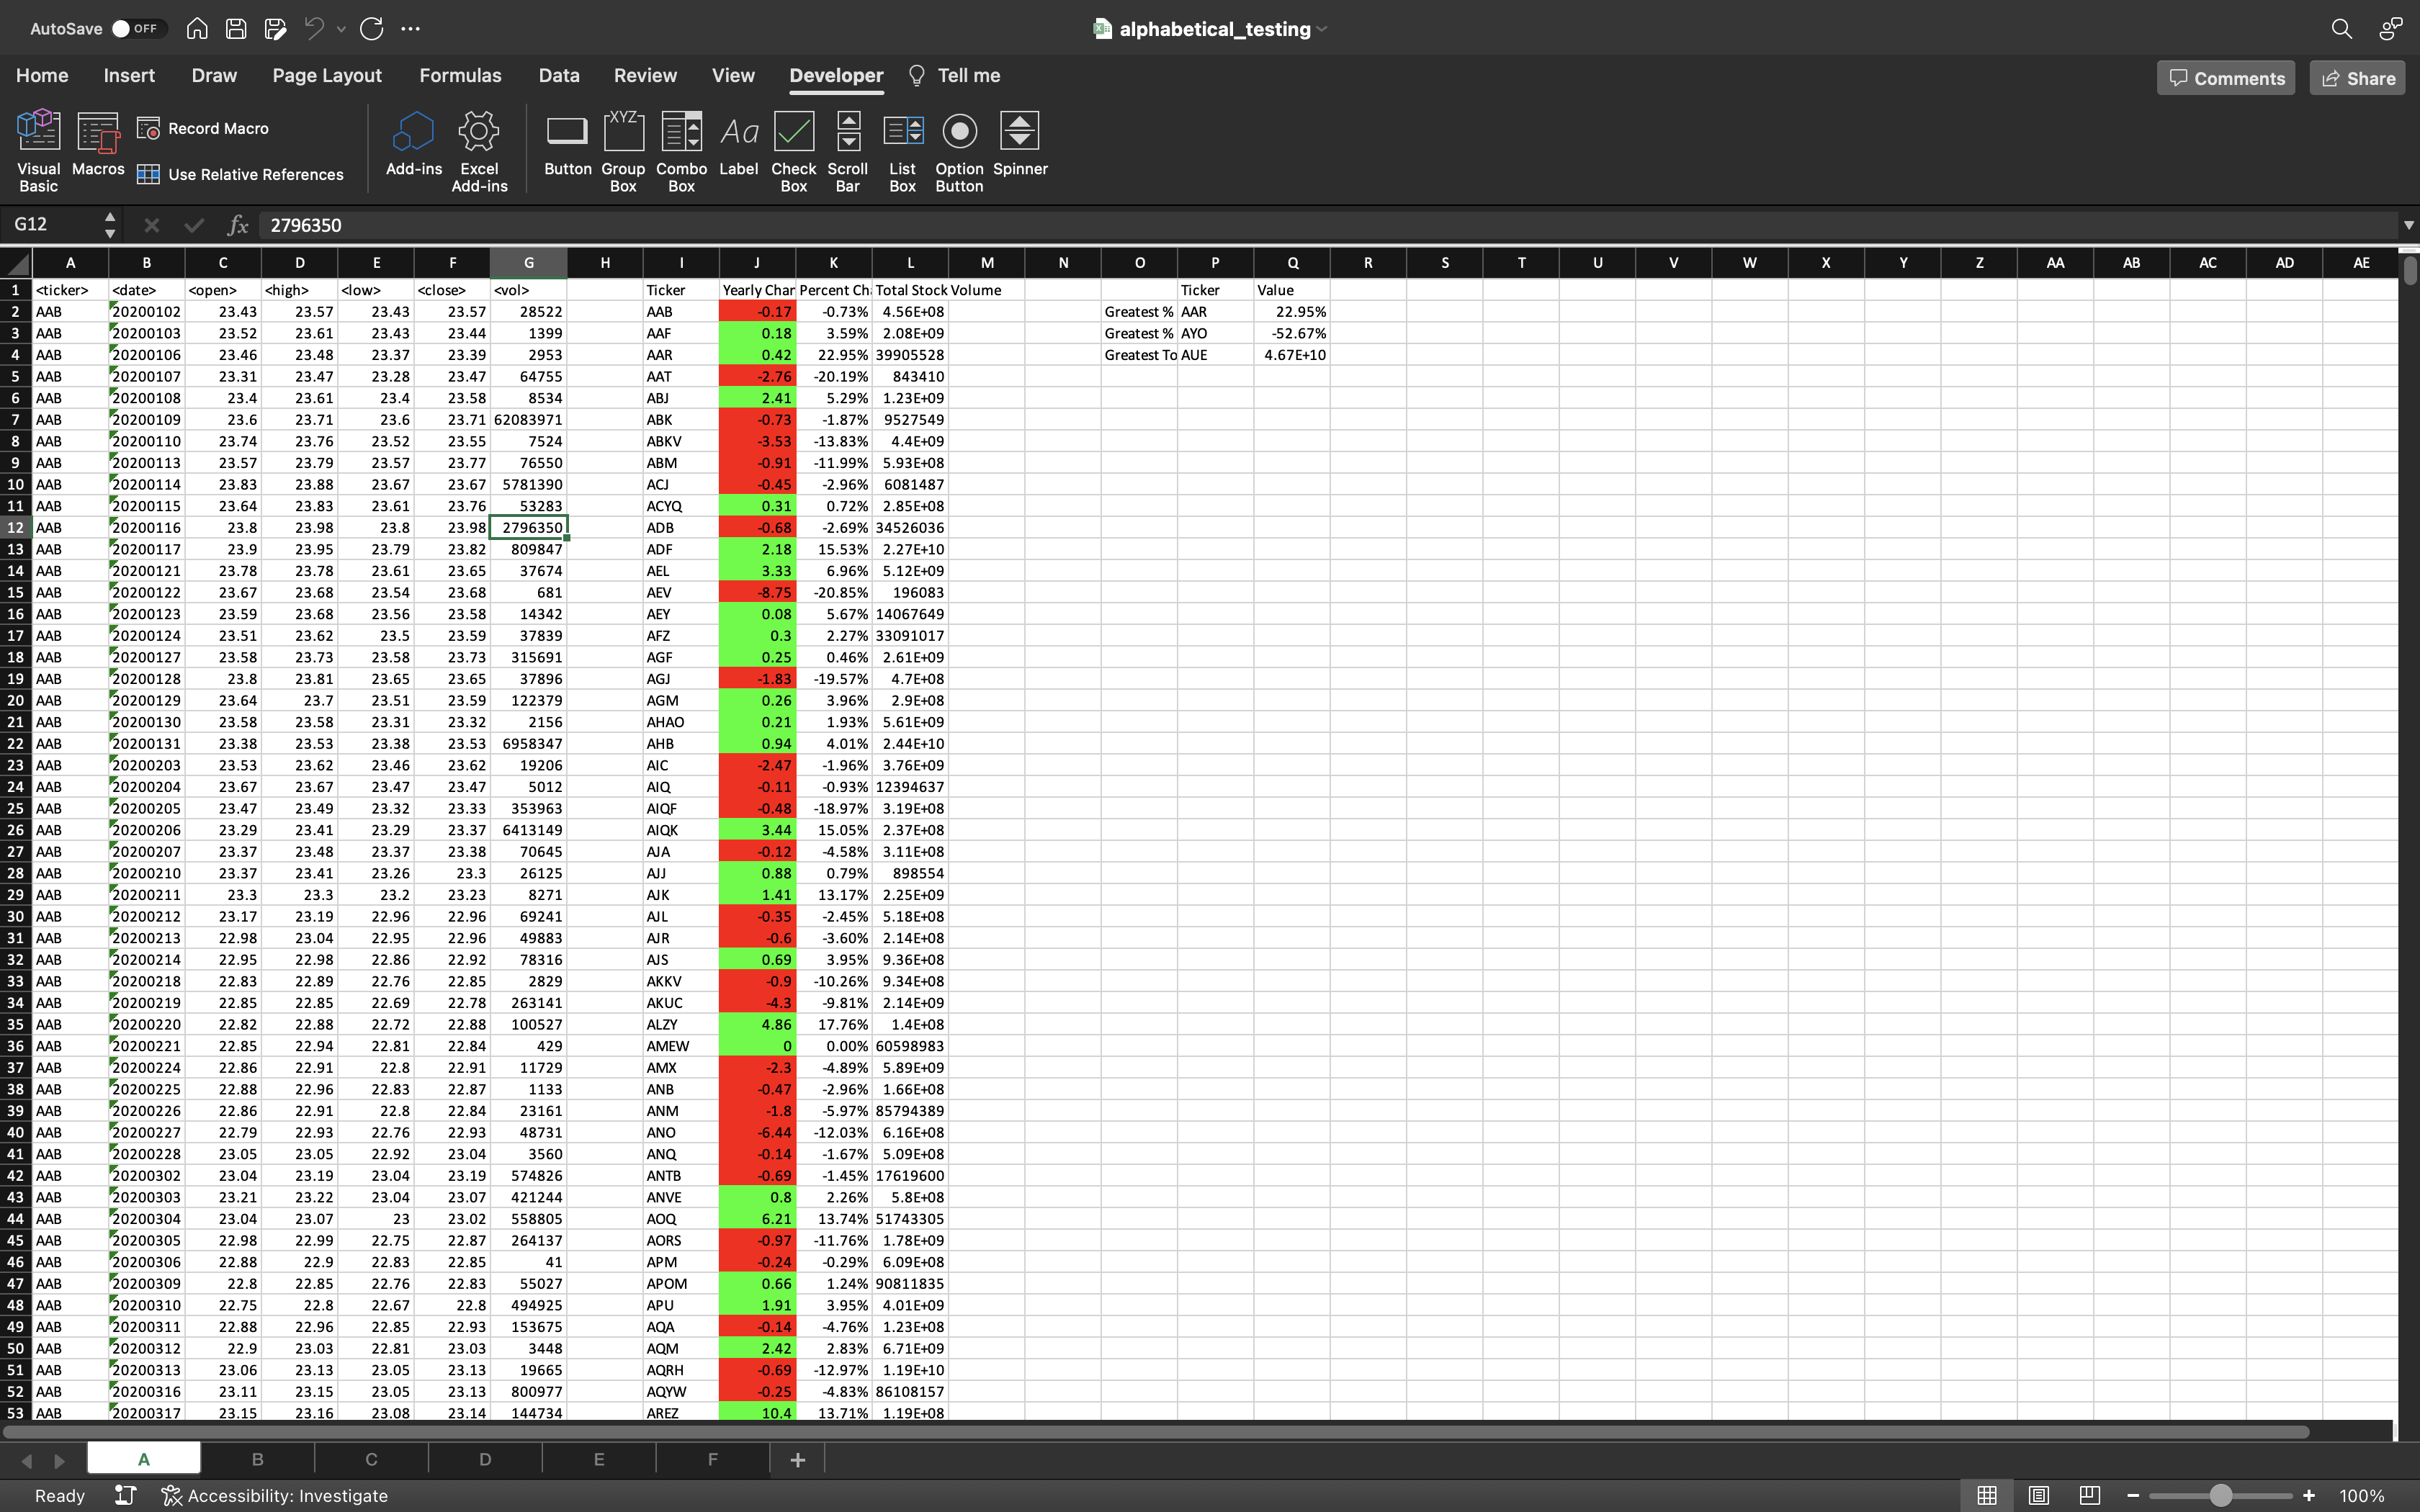 AutoSave OFF alphabetical_testing
Home Insert Draw Page Layout Formulas Data Review View Developer Tell me Comments Share
Visual Basic Macros Record Macro Use Relative References Add-ins Excel Add-ins Button XYZ Group Box Combo Box Aa Label Check Box Scroll Bar List Box Option Button Spinner
G12 fx 2796350
A B C D E F G H I J K L M N O P Q R S T U V W X Y Z AA AB AC AD AE
1 <ticker> <date> <open> <high> <low> <close> <vol> Ticker Yearly Char Percent Ch Total Stock Volume Ticker Value
2 AAB 20200102 23.43 23.57 23.43 23.57 28522 AAB -0.17 -0.73% 4.56E+08 Greatest % AAR 22.95%
3 AAB 20200103 23.52 23.61 23.43 23.44 1399 AAF 0.18 3.59% 2.08E+09 Greatest % AYO -52.67%
4 AAB 20200106 23.46 23.48 23.37 23.39 2953 AAR 0.42 22.95% 39905528 Greatest To AUE 4.67E+10
5 AAB 20200107 23.31 23.47 23.28 23.47 64755 AAT -2.76 -20.19% 843410
6 AAB 20200108 23.4 23.61 23.4 23.58 8534 ABJ 2.41 5.29% 1.23E+09
7 AAB 20200109 23.6 23.71 23.6 23.71 62083971 ABK -0.73 -1.87% 9527549
8 AAB 20200110 23.74 23.76 23.52 23.55 7524 ABKV -3.53 -13.83% 4.4E+09
9 AAB 20200113 23.57 23.79 23.57 23.77 76550 ABM -0.91 -11.99% 5.93E+08
10 AAB 20200114 23.83 23.88 23.67 23.67 5781390 ACJ -0.45 -2.96% 6081487
11 AAB 20200115 23.64 23.83 23.61 23.76 53283 ACYQ 0.31 0.72% 2.85E+08
12 AAB 20200116 23.8 23.98 23.8 23.98 2796350 ADB -0.68 -2.69% 34526036
13 AAB 20200117 23.9 23.95 23.79 23.82 809847 ADF 2.18 15.53% 2.27E+10
14 AAB 20200121 23.78 23.78 23.61 23.65 37674 AEL 3.33 6.96% 5.12E+09
15 AAB 20200122 23.67 23.68 23.54 23.68 681 AEV -8.75 -20.85% 196083
16 AAB 20200123 23.59 23.68 23.56 23.58 14342 AEY 0.08 5.67% 14067649
17 AAB 20200124 23.51 23.62 23.5 23.59 37839 AFZ 0.3 2.27% 33091017
18 AAB 20200127 23.58 23.73 23.58 23.73 315691 AGF 0.25 0.46% 2.61E+09
19 AAB 20200128 23.8 23.81 23.65 23.65 37896 AGJ -1.83 -19.57% 4.7E+08
20 AAB 20200129 23.64 23.7 23.51 23.59 122379 AGM 0.26 3.96% 2.9E+08
21 AAB 20200130 23.58 23.58 23.31 23.32 2156 AHAO 0.21 1.93% 5.61E+09
22 AAB 20200131 23.38 23.53 23.38 23.53 6958347 AHB 0.94 4.01% 2.44E+10
23 AAB 20200203 23.53 23.62 23.46 23.62 19206 AIC -2.47 -1.96% 3.76E+09
24 AAB 20200204 23.67 23.67 23.47 23.47 5012 AIQ -0.11 -0.93% 12394637
25 AAB 20200205 23.47 23.49 23.32 23.33 353963 AIQF -0.48 -18.97% 3.19E+08
26 AAB 20200206 23.29 23.41 23.29 23.37 6413149 AIQK 3.44 15.05% 2.37E+08
27 AAB 20200207 23.37 23.48 23.37 23.38 70645 AJA -0.12 -4.58% 3.11E+08
28 AAB 20200210 23.37 23.41 23.26 23.3 26125 AJJ 0.88 0.79% 898554
29 AAB 20200211 23.3 23.3 23.2 23.23 8271 AJK 1.41 13.17% 2.25E+09
30 AAB 20200212 23.17 23.19 22.96 22.96 69241 AJL -0.35 -2.45% 5.18E+08
31 AAB 20200213 22.98 23.04 22.95 22.96 49883 AJR -0.6 -3.60% 2.14E+08
32 AAB 20200214 22.95 22.98 22.86 22.92 78316 AJS 0.69 3.95% 9.36E+08
33 AAB 20200218 22.83 22.89 22.76 22.85 2829 AKKV -0.9 -10.26% 9.34E+08
34 AAB 20200219 22.85 22.85 22.69 22.78 263141 AKUC -4.3 -9.81% 2.14E+09
35 AAB 20200220 22.82 22.88 22.72 22.88 100527 ALZY 4.86 17.76% 1.4E+08
36 AAB 20200221 22.85 22.94 22.81 22.84 429 AMEW 0 0.00% 60598983
37 AAB 20200224 22.86 22.91 22.8 22.91 11729 AMX -2.3 -4.89% 5.89E+09
38 AAB 20200225 22.88 22.96 22.83 22.87 1133 ANB -0.47 -2.96% 1.66E+08
39 AAB 20200226 22.86 22.91 22.8 22.84 23161 ANM -1.8 -5.97% 85794389
40 AAB 20200227 22.79 22.93 22.76 22.93 48731 ANO -6.44 -12.03% 6.16E+08
41 AAB 20200228 23.05 23.05 22.92 23.04 3560 ANQ -0.14 -1.67% 5.09E+08
42 AAB 20200302 23.04 23.19 23.04 23.19 574826 ANTB -0.69 -1.45% 17619600
43 AAB 20200303 23.21 23.22 23.04 23.07 421244 ANVE 0.8 2.26% 5.8E+08
44 AAB 20200304 23.04 23.07 23 23.02 558805 AOQ 6.21 13.74% 51743305
45 AAB 20200305 22.98 22.99 22.75 22.87 264137 AORS -0.97 -11.76% 1.78E+09
46 AAB 20200306 22.88 22.9 22.83 22.85 41 APM -0.24 -0.29% 6.09E+08
47 AAB 20200309 22.8 22.85 22.76 22.83 55027 APOM 0.66 1.24% 90811835
48 AAB 20200310 22.75 22.8 22.67 22.8 494925 APU 1.91 3.95% 4.01E+09
49 AAB 20200311 22.88 22.96 22.85 22.93 153675 AQA -0.14 -4.76% 1.23E+08
50 AAB 20200312 22.9 23.03 22.81 23.03 3448 AQM 2.42 2.83% 6.71E+09
51 AAB 20200313 23.06 23.13 23.05 23.13 19665 AQRH -0.69 -12.97% 1.19E+10
52 AAB 20200316 23.11 23.15 23.05 23.13 800977 AQYW -0.25 -4.83% 86108157
53 AAB 20200317 23.15 23.16 23.08 23.14 144734 AREZ 10.4 13.71% 1.19E+08
A B C D E F +
Ready Accessibility: Investigate 100%